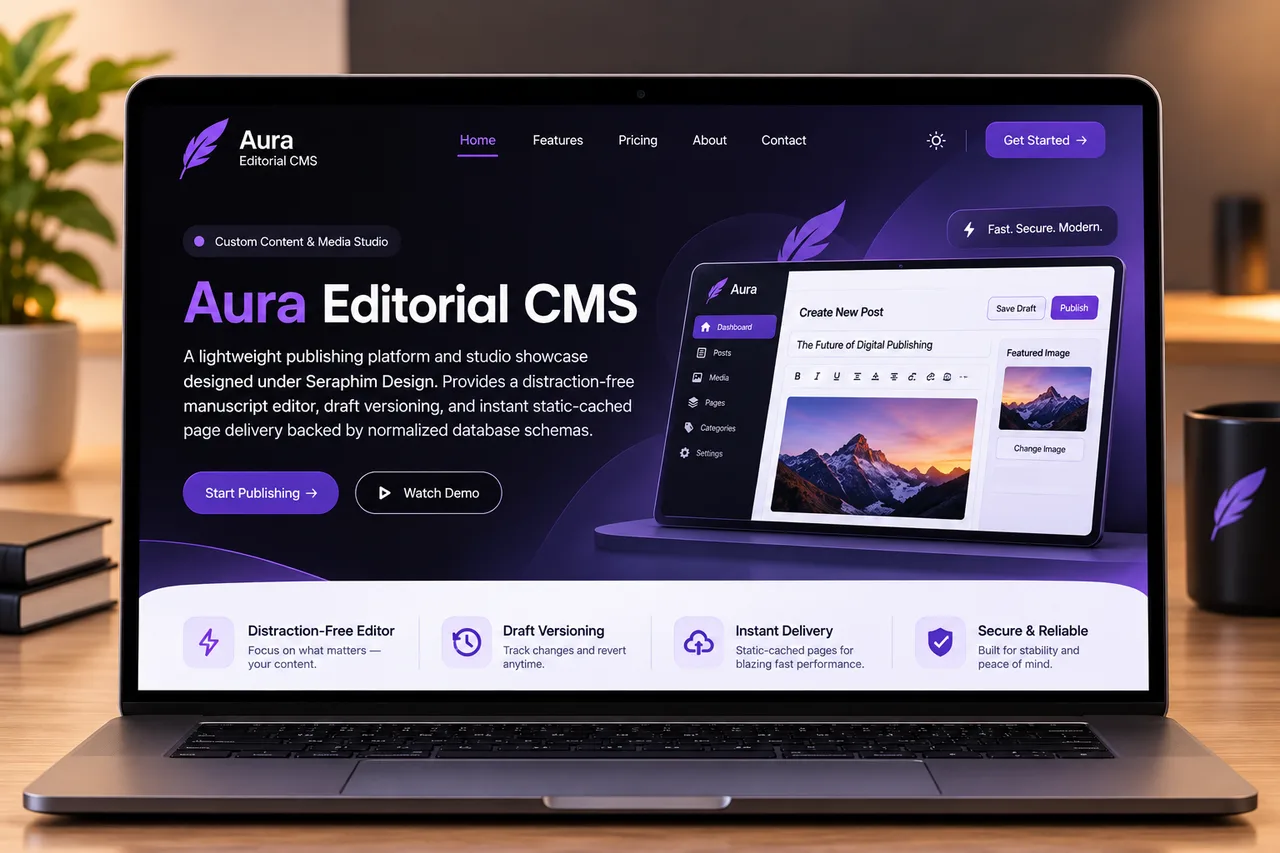 Aura
Editorial CMS
Home
Features
Pricing
About
Contact
Get Started →
Custom Content & Media Studio
Fast. Secure. Modern.
Aura Editorial CMS
A lightweight publishing platform and studio showcase
designed under Seraphim Design. Provides a distraction-free
manuscript editor, draft versioning, and instant static-cached
page delivery backed by normalized database schemas.
Start Publishing →
Watch Demo
Aura
Dashboard
Posts
Media
Pages
Categories
Settings
Create New Post
Save Draft
Publish
The Future of Digital Publishing
B I U
Featured Image
Change Image
Distraction-Free Editor
Focus on what matters —
your content.
Draft Versioning
Track changes and revert
anytime.
Instant Delivery
Static-cached pages for
blazing fast performance.
Secure & Reliable
Built for stability and
peace of mind.